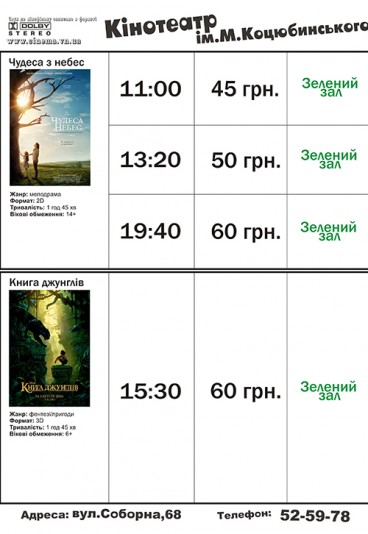 DOLBY
STEREO
www.cinema.vn.ua
Кінотеатр
ім.М.Коцюбинського
Чудеса з небес
ЧУДЕСА З
НЕБЕС
Жанр: мелодрама
Формат: 2D
Тривалість: 1 год 45 хв
Вікові обмеження: 14+
11:00 45 грн. Зелений зал
13:20 50 грн. Зелений зал
19:40 60 грн. Зелений зал
Книга джунглів
КНИГА ДЖУНГЛІВ
Жанр: фентезі/пригоди
Формат: 3D
Тривалість: 1 год 45 хв
Вікові обмеження: 6+
15:30 60 грн. Зелений зал
Адреса: вул.Соборна,68 Телефон: 52-59-78